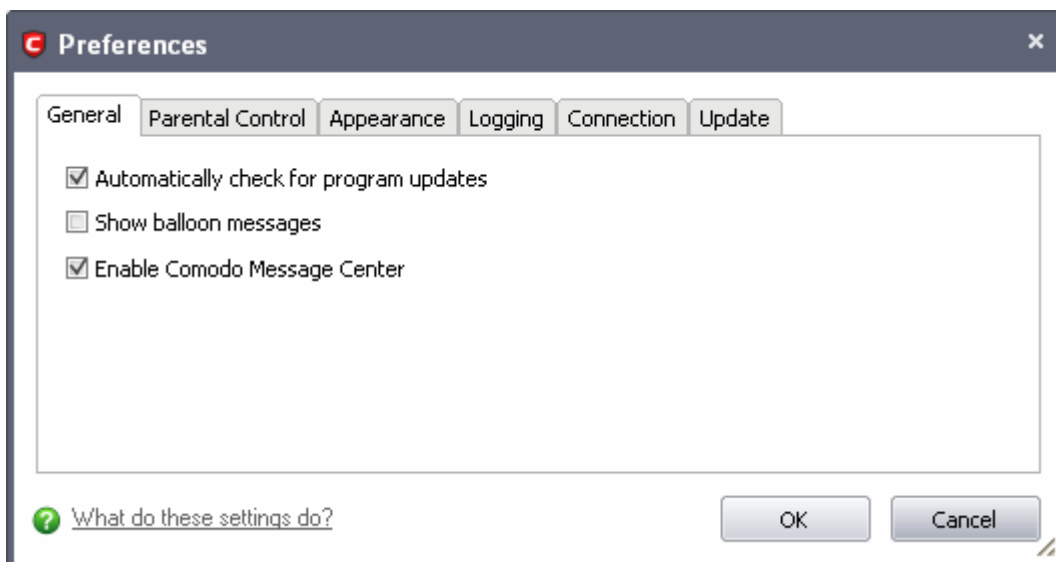 Preferences
General Parental Control Appearance Logging Connection Update
Automatically check for program updates
Show balloon messages
Enable Comodo Message Center
What do these settings do?
OK Cancel